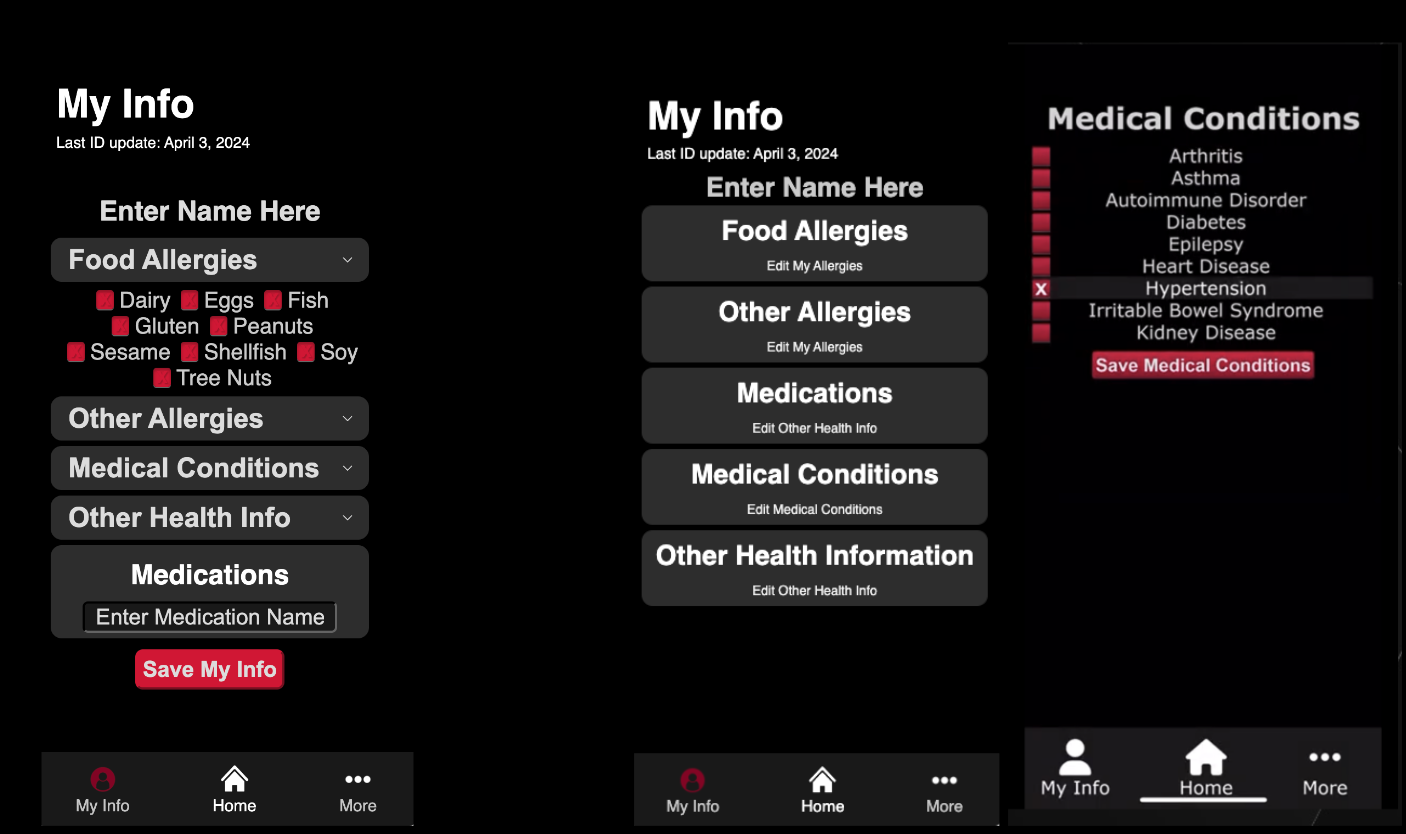 My Info
Last ID update: April 3, 2024
Enter Name Here
Food Allergies
Dairy Eggs Fish
Gluten Peanuts
Sesame Shellfish Soy
Tree Nuts
Other Allergies
Medical Conditions
Other Health Info
Medications
Enter Medication Name
Save My Info
My Info Home More
My Info
Last ID update: April 3, 2024
Enter Name Here
Food Allergies
Edit My Allergies
Other Allergies
Edit My Allergies
Medications
Edit Other Health Info
Medical Conditions
Edit Medical Conditions
Other Health Information
Edit Other Health Info
My Info Home More
Medical Conditions
Arthritis
Asthma
Autoimmune Disorder
Diabetes
Epilepsy
Heart Disease
X Hypertension
Irritable Bowel Syndrome
Kidney Disease
Save Medical Conditions
My Info Home More